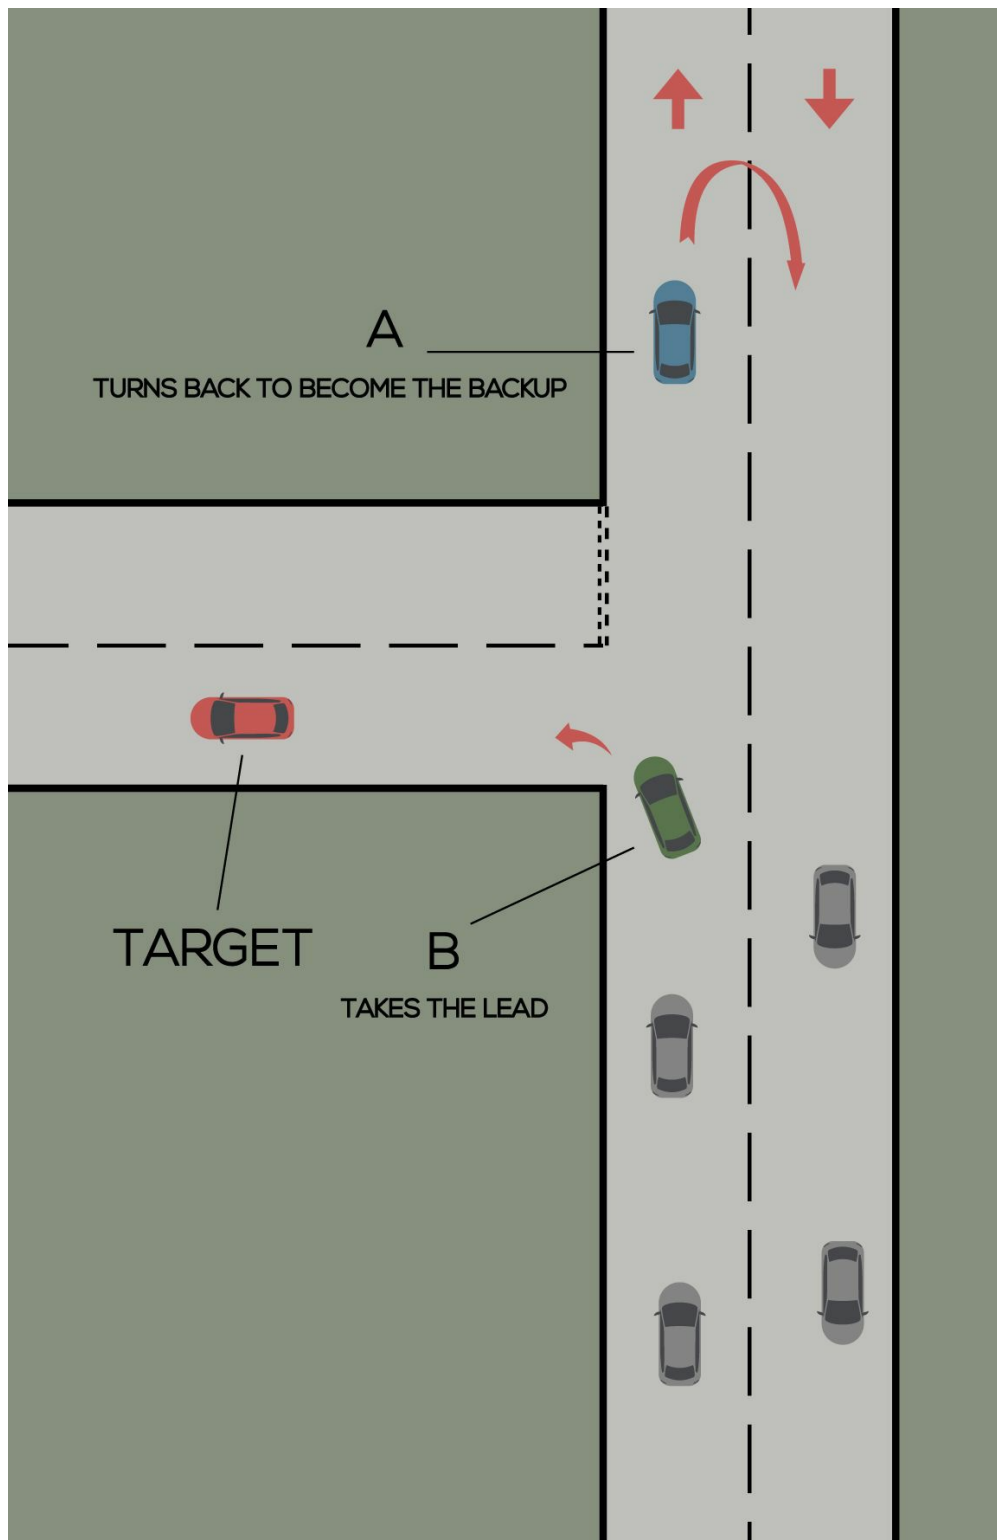 A
TURNS BACK TO BECOME THE BACKUP
TARGET
B
TAKES THE LEAD